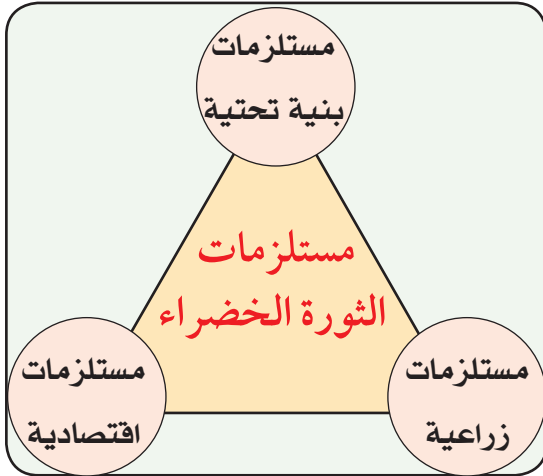 مستلزمات
بنية تحتية
مستلزمات
الثورة الخضراء
مستلزمات
زراعية
مستلزمات
اقتصادية